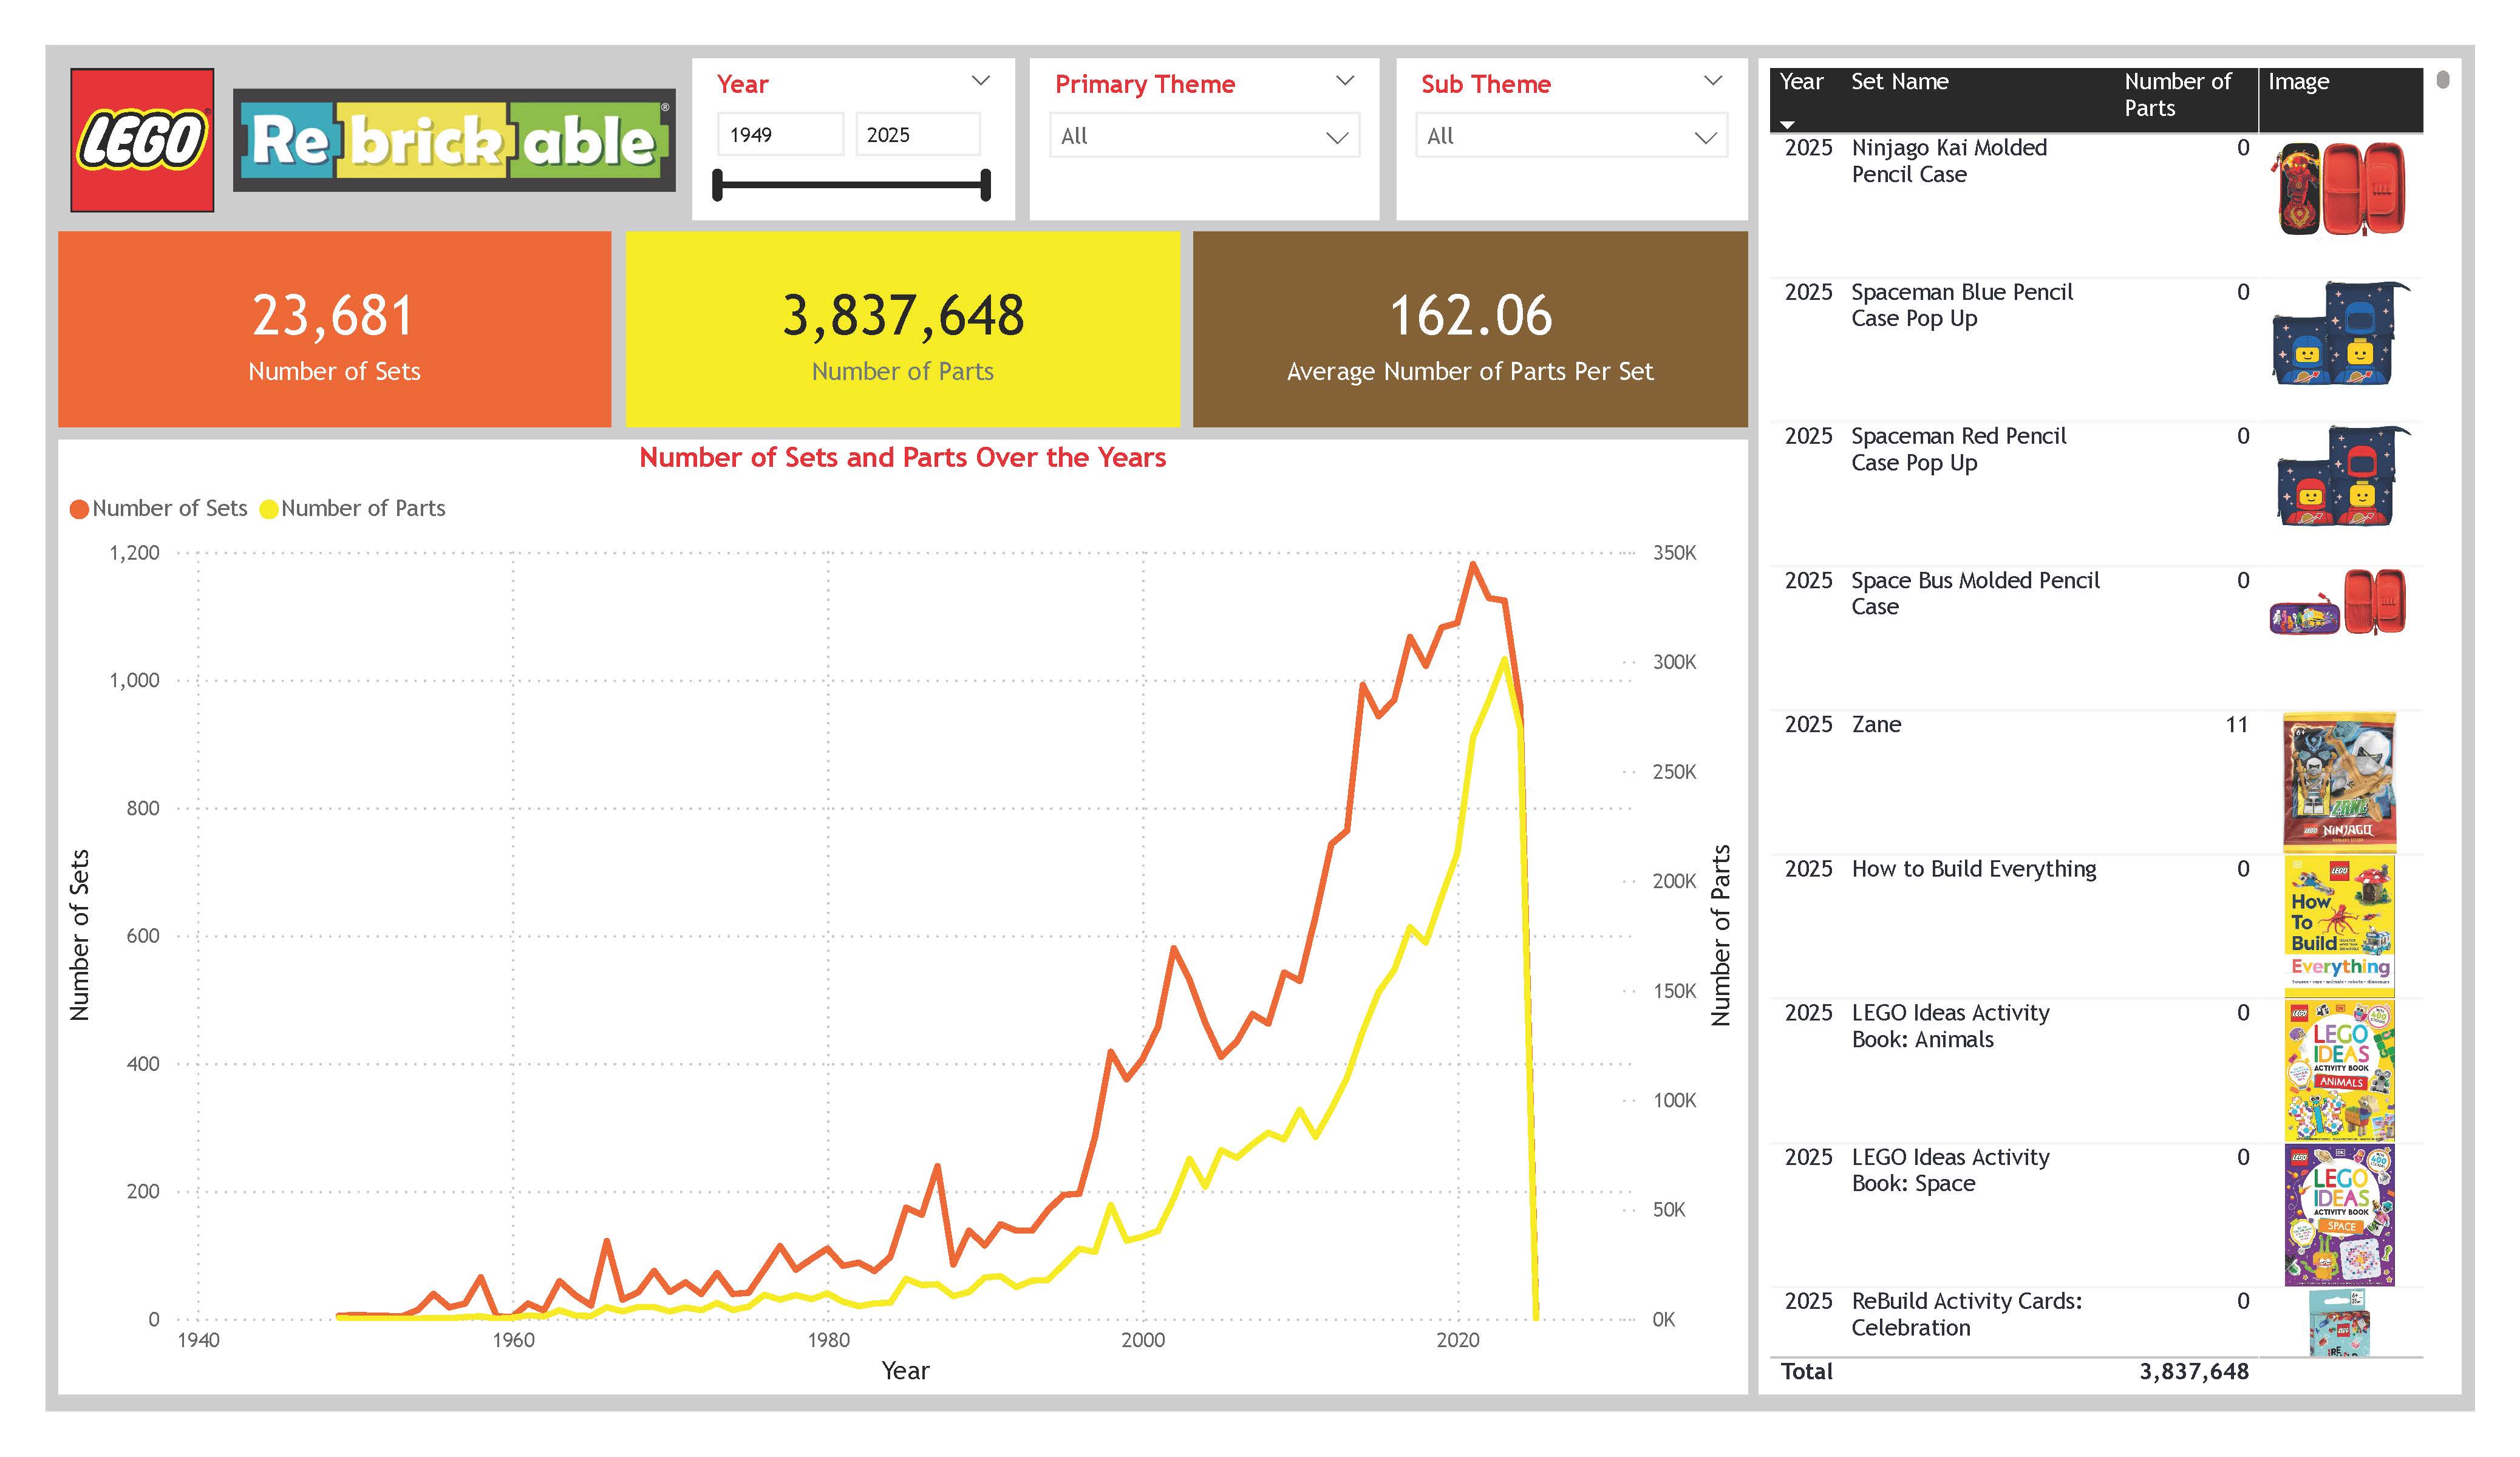 LEGO
Rebrickable®
Year
1949 2025
Primary Theme
All
Sub Theme
All
23,681
Number of Sets
3,837,648
Number of Parts
162.06
Average Number of Parts Per Set
Number of Sets and Parts Over the Years
Number of Sets Number of Parts
1,200
1,000
800
600
400
200
0
Number of Sets
350K
300K
250K
200K
150K
100K
50K
0K
Number of Parts
1940 1960 1980 2000 2020
Year
Year Set Name Number of Parts Image
2025 Ninjago Kai Molded 0
Pencil Case
2025 Spaceman Blue Pencil 0
Case Pop Up
2025 Spaceman Red Pencil 0
Case Pop Up
2025 Space Bus Molded Pencil 0
Case
2025 Zane 11
6+
ZANE
LEGO NINJAGO
2025 How to Build Everything 0
LEGO
How
To
Build
Everything
2025 LEGO Ideas Activity 0
Book: Animals
LEGO
LEGO
IDEAS
ACTIVITY BOOK
ANIMALS
2025 LEGO Ideas Activity 0
Book: Space
LEGO
LEGO
IDEAS
ACTIVITY BOOK
SPACE
2025 ReBuild Activity Cards: 0
Celebration
LEGO
Total 3,837,648